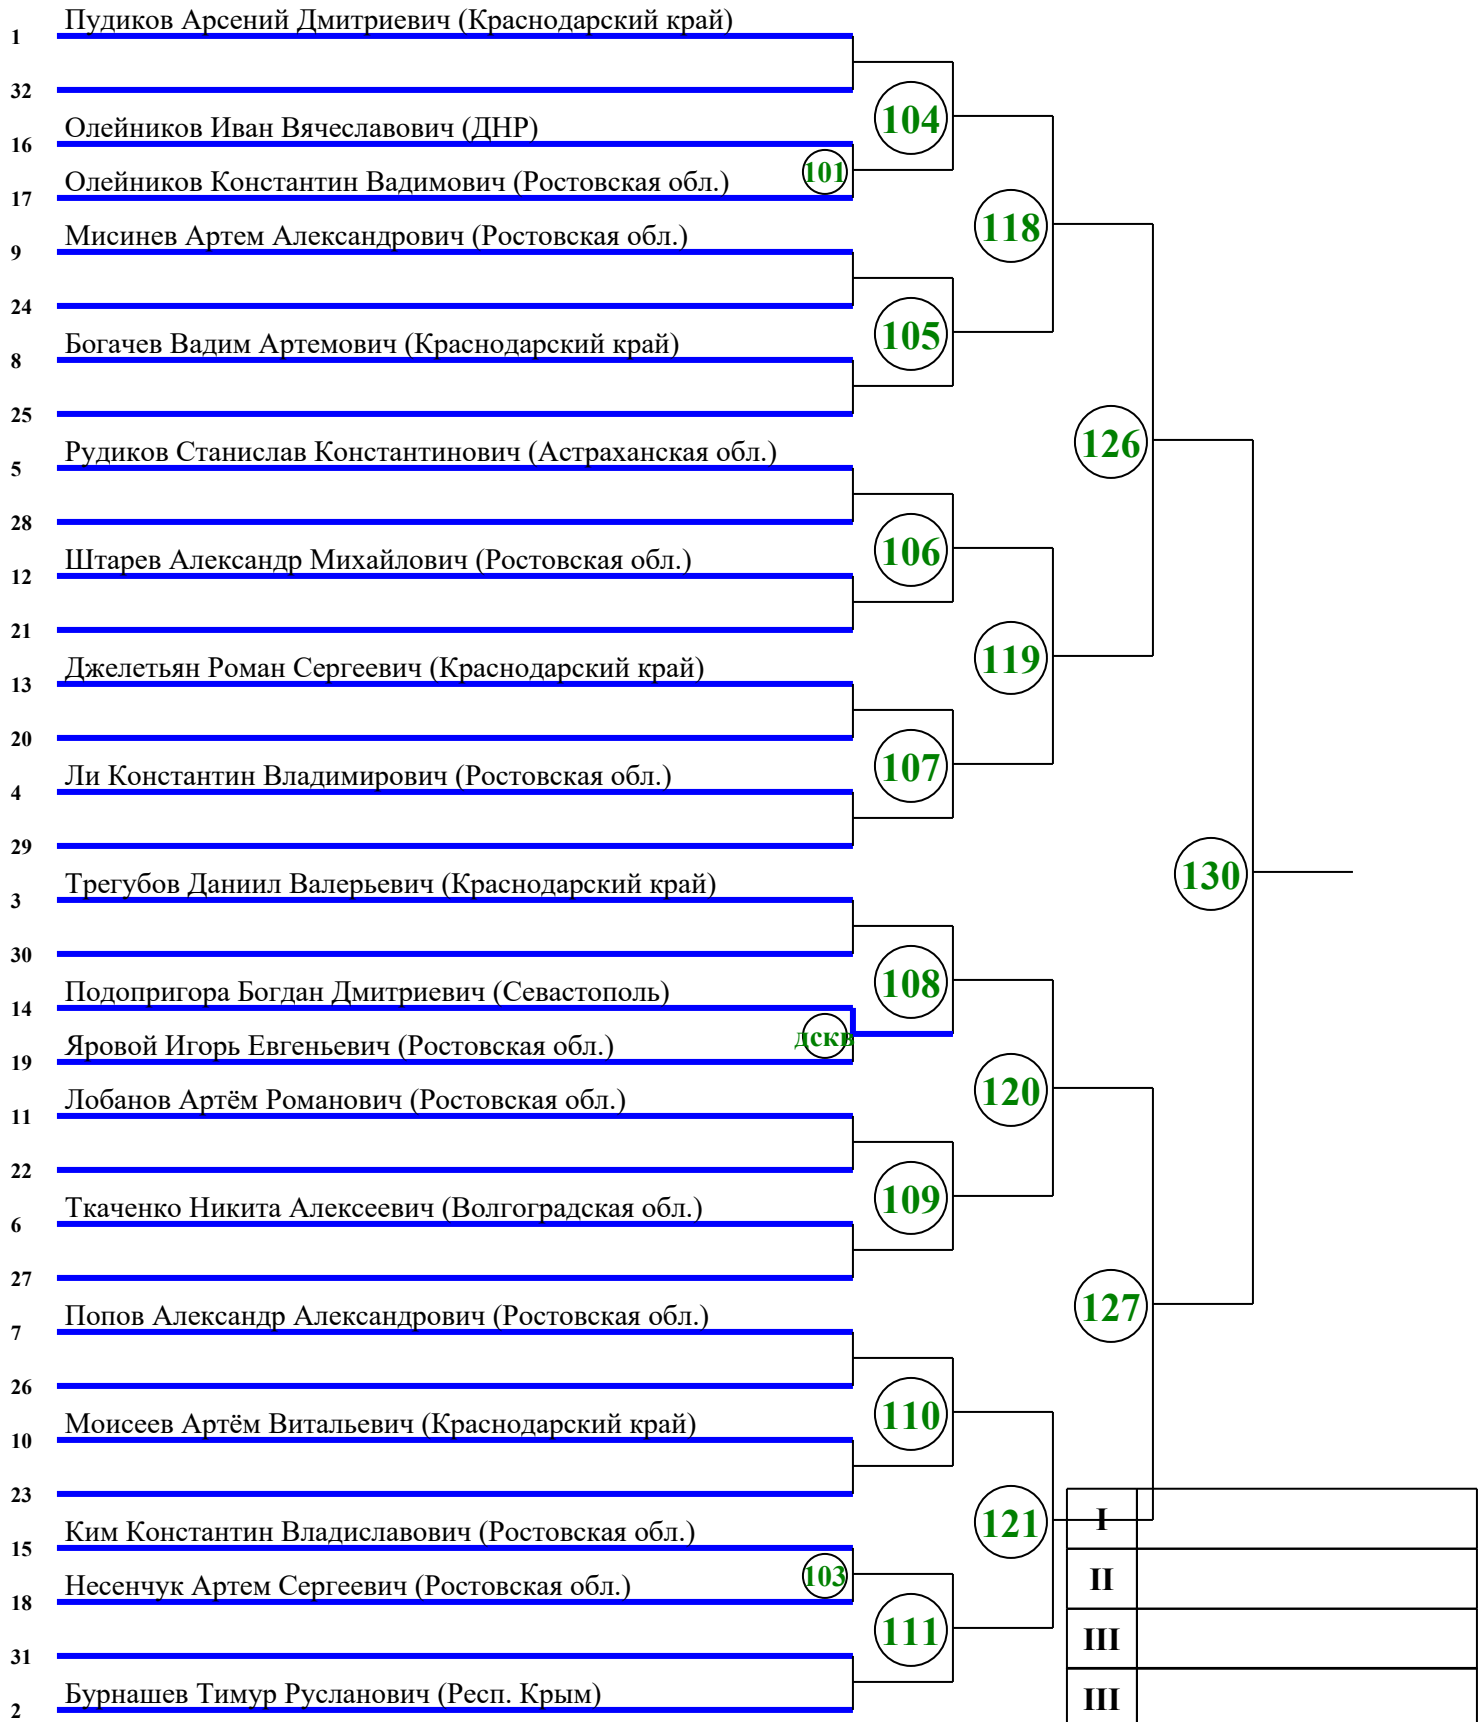 Пудиков Арсений Дмитриевич (Краснодарский край)
1
32
104
Олейников Иван Вячеславович (ДНР)
16
101
Олейников Константин Вадимович (Ростовская обл.)
17
118
Мисинев Артем Александрович (Ростовская обл.)
9
24
105
Богачев Вадим Артемович (Краснодарский край)
8
25
126
Рудиков Станислав Константинович (Астраханская обл.)
5
28
106
Штарев Александр Михайлович (Ростовская обл.)
12
21
119
Джелетьян Роман Сергеевич (Краснодарский край)
13
20
107
Ли Константин Владимирович (Ростовская обл.)
4
29
130
Трегубов Даниил Валерьевич (Краснодарский край)
3
30
108
Подопригора Богдан Дмитриевич (Севастополь)
14
дскв
Яровой Игорь Евгеньевич (Ростовская обл.)
19
120
Лобанов Артём Романович (Ростовская обл.)
11
22
109
Ткаченко Никита Алексеевич (Волгоградская обл.)
6
27
127
Попов Александр Александрович (Ростовская обл.)
7
26
110
Моисеев Артём Витальевич (Краснодарский край)
10
23
121
I
Ким Константин Владиславович (Ростовская обл.)
15
103
II
Несенчук Артем Сергеевич (Ростовская обл.)
18
111
III
31
Бурнашев Тимур Русланович (Респ. Крым)
2
III